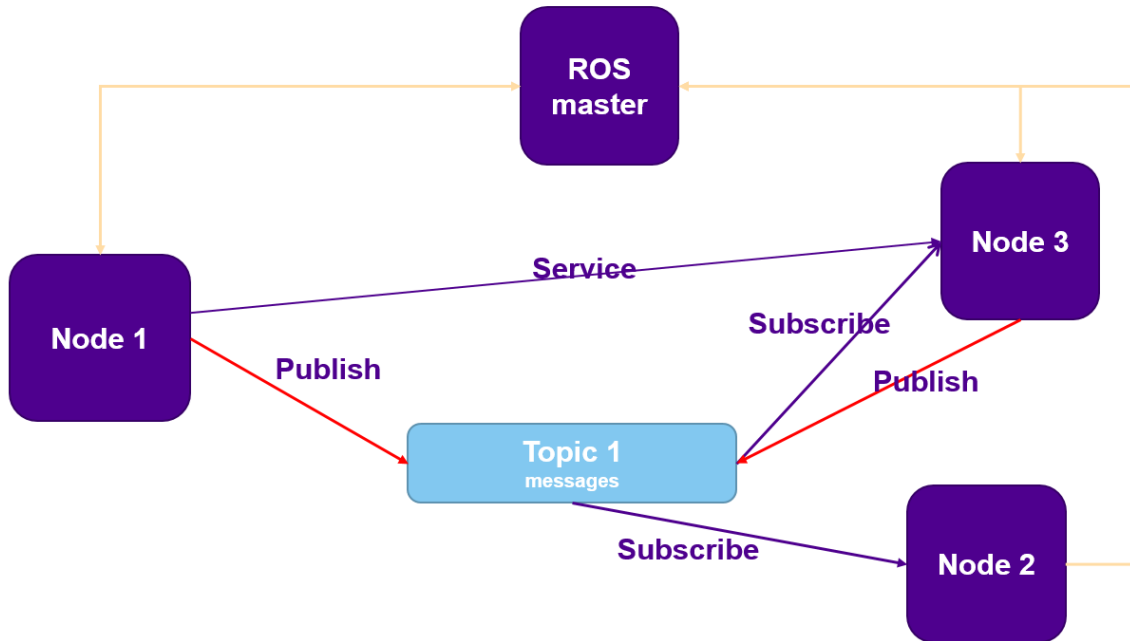 ROS
master
Node 3
Service
Node 1
Subscribe
Publish
Publish
Topic 1
messages
Subscribe
Node 2